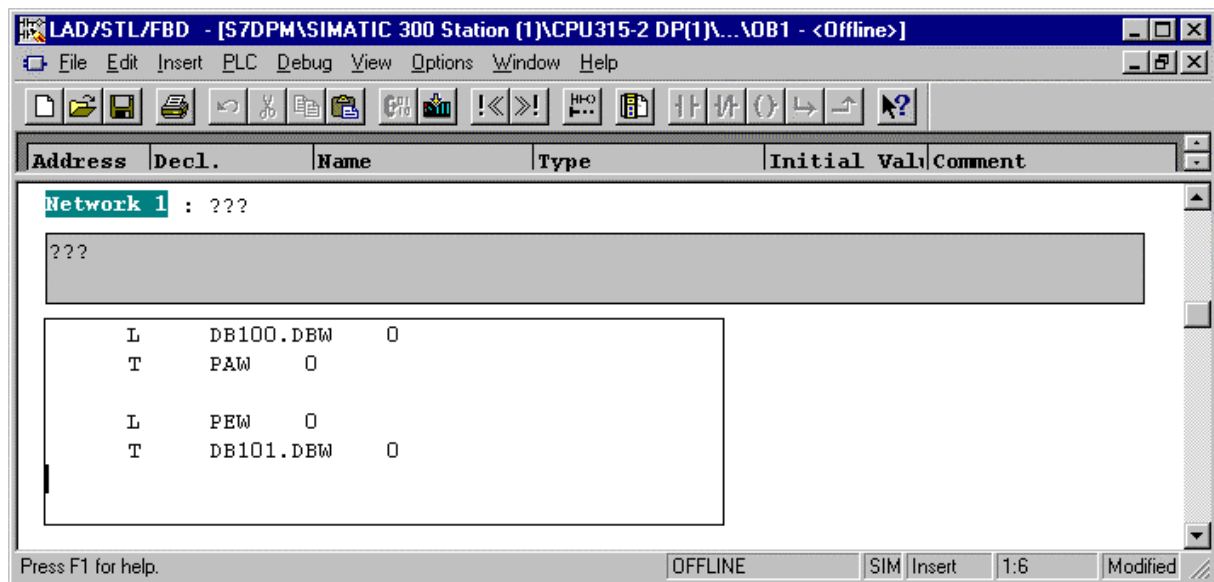 LAD/STL/FBD - [S7DPM\SIMATIC 300 Station (1)\CPU315-2 DP(1)\...\OB1 - <Offline>]
File Edit Insert PLC Debug View Options Window Help
Address Decl. Name Type Initial Valu Comment
Network 1 : ???
???
L DB100.DBW 0
T PAW 0
L PEW 0
T DB101.DBW 0
Press F1 for help. OFFLINE SIM Insert 1:6 Modified